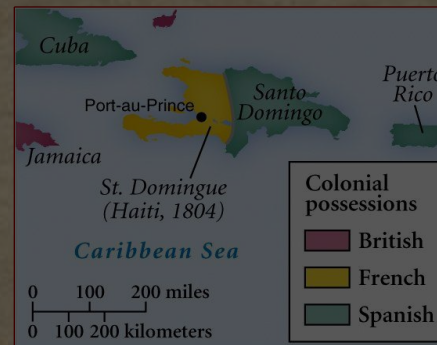 Cuba
Puerto
Rico
Port-au-Prince
Santo
Domingo
Jamaica
St. Domingue
(Haiti, 1804)
Caribbean Sea
Colonial
possessions
British
French
Spanish
0 100 200 miles
0 100 200 kilometers